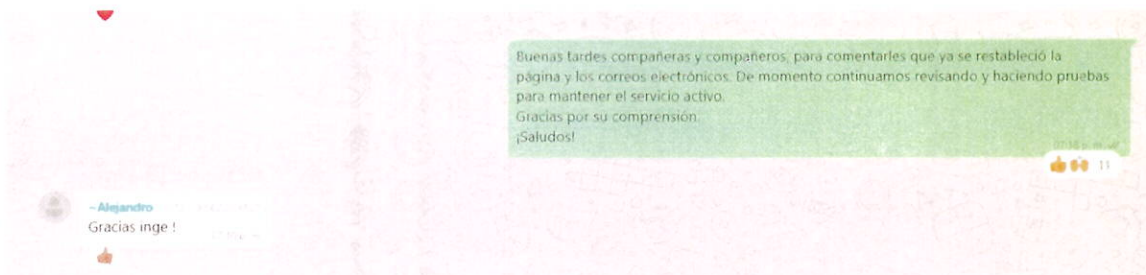 Buenas tardes compañeras y compañeros, para comentarles que ya se restableció la
página y los correos electrónicos. De momento continuamos revisando y haciendo pruebas
para mantener el servicio activo.
Gracias por su comprensión.
¡Saludos!
11
~ Alejandro
Gracias inge !